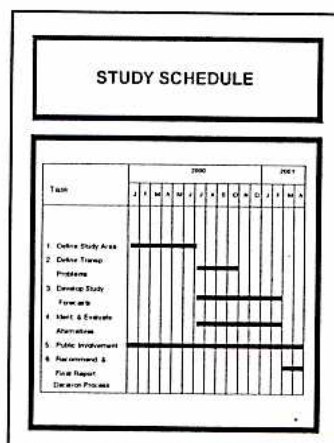 STUDY SCHEDULE
2000 2001
Task J F M A M J J A S O N D J F M A
1. Define Study Area
2. Define Transp
Problems
3. Develop Study
Forecasts
4. Ident. & Evaluate
Alternatives
5. Public Involvement
6. Recommend &
Final Report
Decision Process